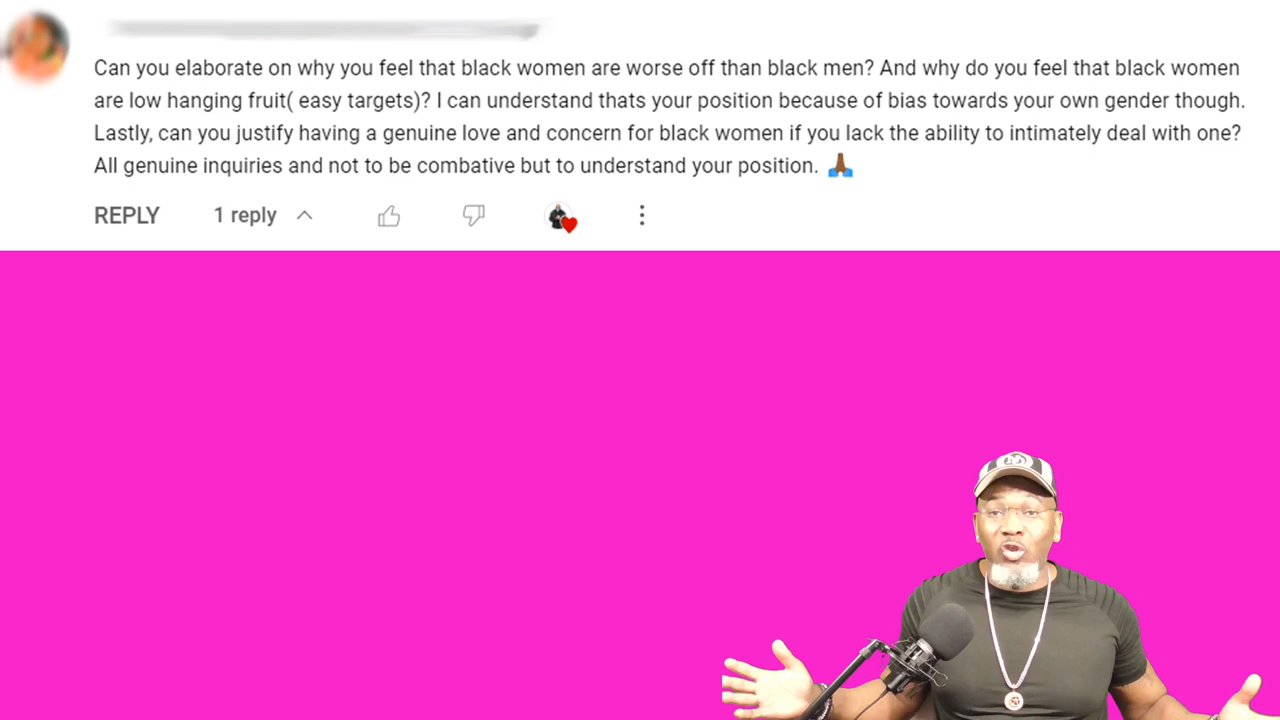 Can you elaborate on why you feel that black women are worse off than black men? And why do you feel that black women
are low hanging fruit( easy targets)? I can understand thats your position because of bias towards your own gender though.
Lastly, can you justify having a genuine love and concern for black women if you lack the ability to intimately deal with one?
All genuine inquiries and not to be combative but to understand your position. 🙏🏾
REPLY 1 reply